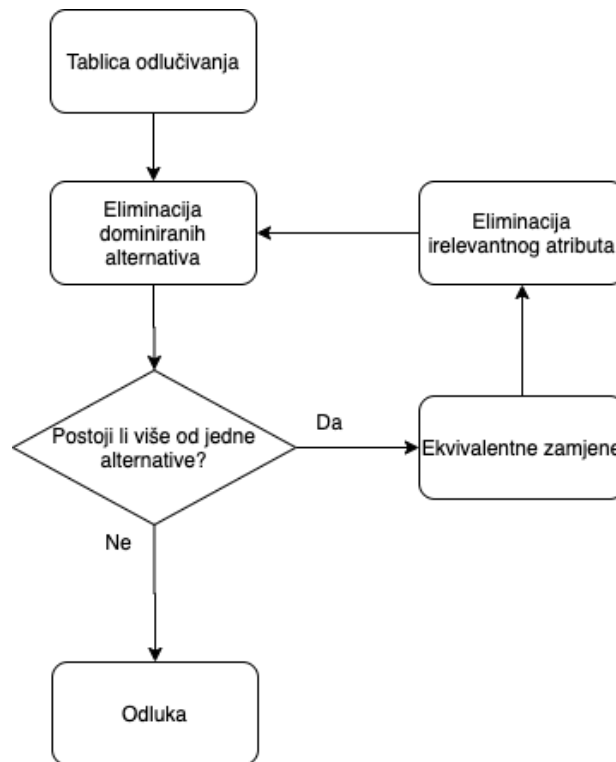 Tablica odlučivanja
Eliminacija
dominiranih
alternativa
Eliminacija
irelevantnog atributa
Postoji li više od jedne
alternative?
Da
Ekvivalentne zamjene
Ne
Odluka